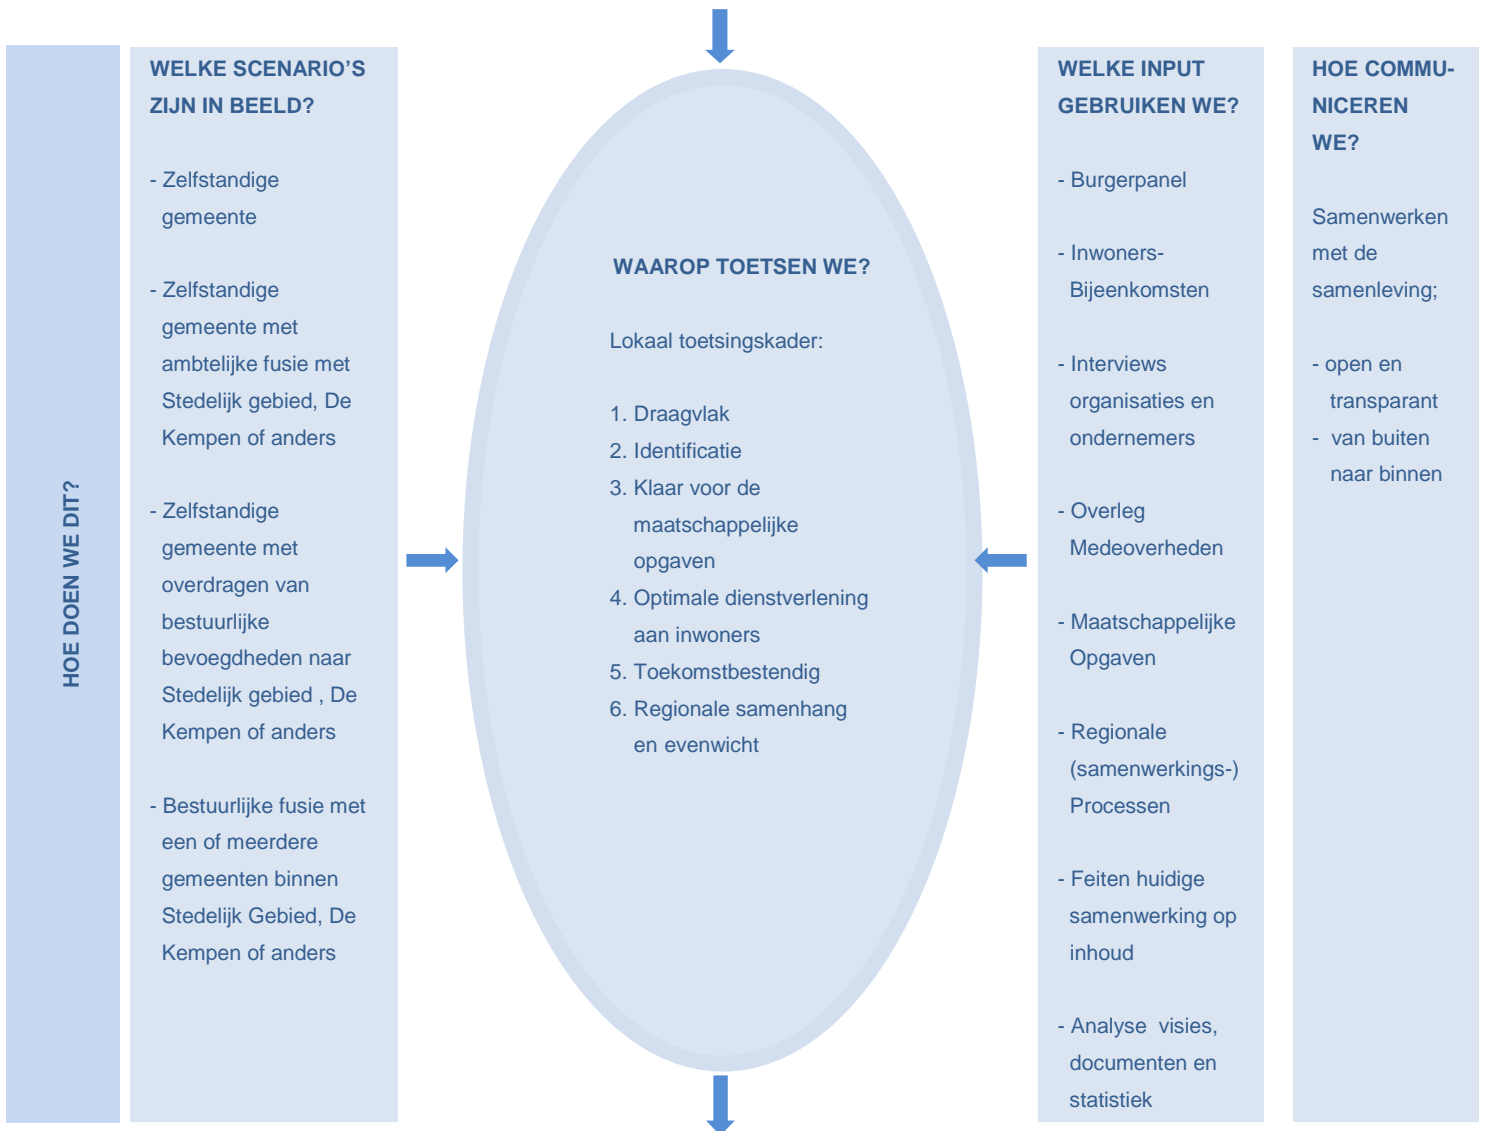 HOE DOEN WE DIT?
WELKE SCENARIO’S
ZIJN IN BEELD?
- Zelfstandige
gemeente
- Zelfstandige
gemeente met
ambtelijke fusie met
Stedelijk gebied, De
Kempen of anders
- Zelfstandige
gemeente met
overdragen van
bestuurlijke
bevoegdheden naar
Stedelijk gebied , De
Kempen of anders
- Bestuurlijke fusie met
een of meerdere
gemeenten binnen
Stedelijk Gebied, De
Kempen of anders
WAAROP TOETSEN WE?
Lokaal toetsingskader:
1. Draagvlak
2. Identificatie
3. Klaar voor de
maatschappelijke
opgaven
4. Optimale dienstverlening
aan inwoners
5. Toekomstbestendig
6. Regionale samenhang
en evenwicht
WELKE INPUT
GEBRUIKEN WE?
- Burgerpanel
- Inwoners-
Bijeenkomsten
- Interviews
organisaties en
ondernemers
- Overleg
Medeoverheden
- Maatschappelijke
Opgaven
- Regionale
(samenwerkings-)
Processen
- Feiten huidige
samenwerking op
inhoud
- Analyse  visies,
documenten en
statistiek
HOE COMMU-
NICEREN
WE?
Samenwerken
met de
samenleving;
- open en
transparant
-  van buiten
naar binnen